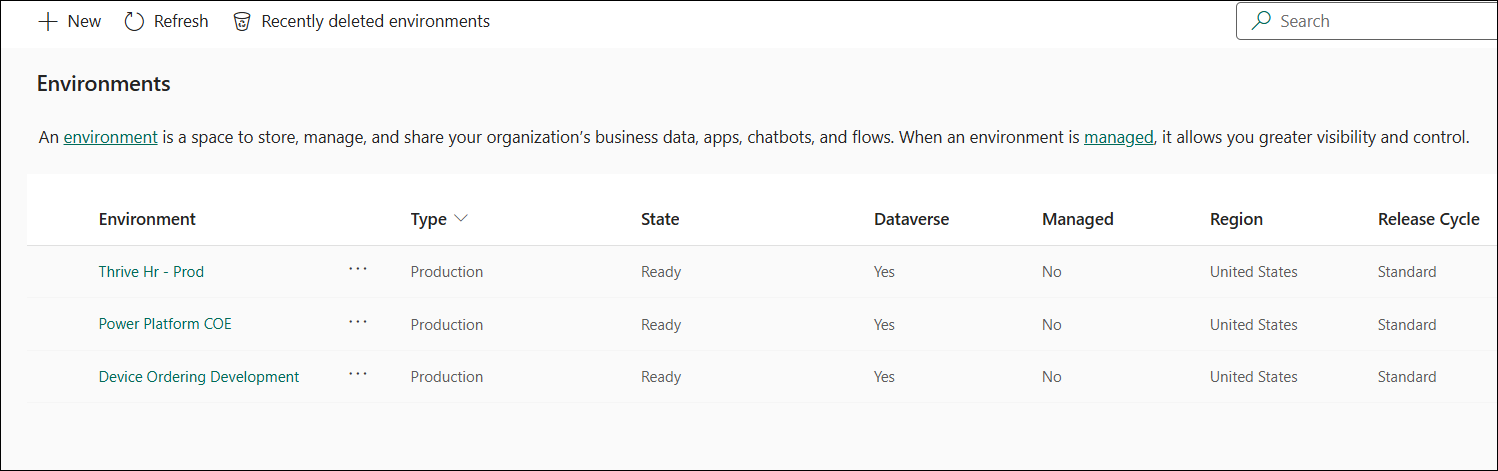 New Refresh Recently deleted environments Search
Environments
An environment is a space to store, manage, and share your organization's business data, apps, chatbots, and flows. When an environment is managed, it allows you greater visibility and control.
Environment Type State Dataverse Managed Region Release Cycle
Thrive Hr - Prod ... Production Ready Yes No United States Standard
Power Platform COE ... Production Ready Yes No United States Standard
Device Ordering Development ... Production Ready Yes No United States Standard